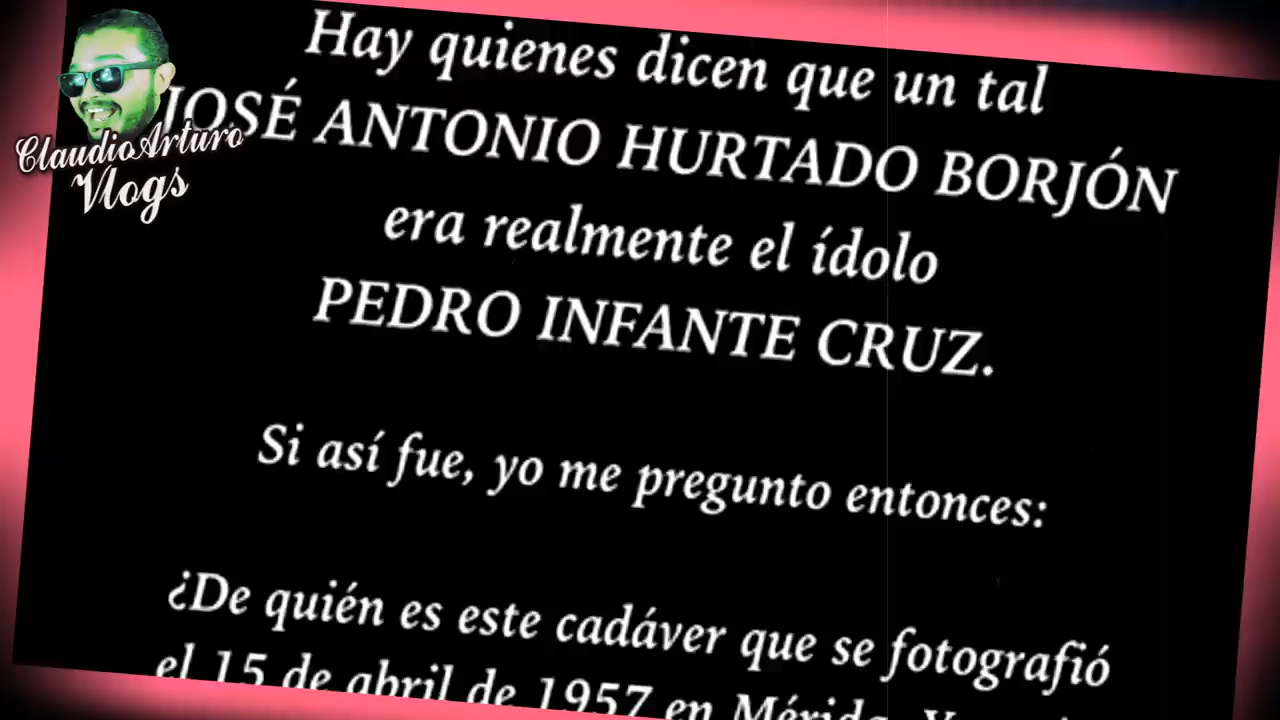 Hay quienes dicen que un tal
JOSÉ ANTONIO HURTADO BORJÓN
era realmente el ídolo
PEDRO INFANTE CRUZ.
Si así fue, yo me pregunto entonces:
¿De quién es este cadáver que se fotografió
el 15 de abril de 1957 en Mérida,
ClaudioArturo
Vlogs